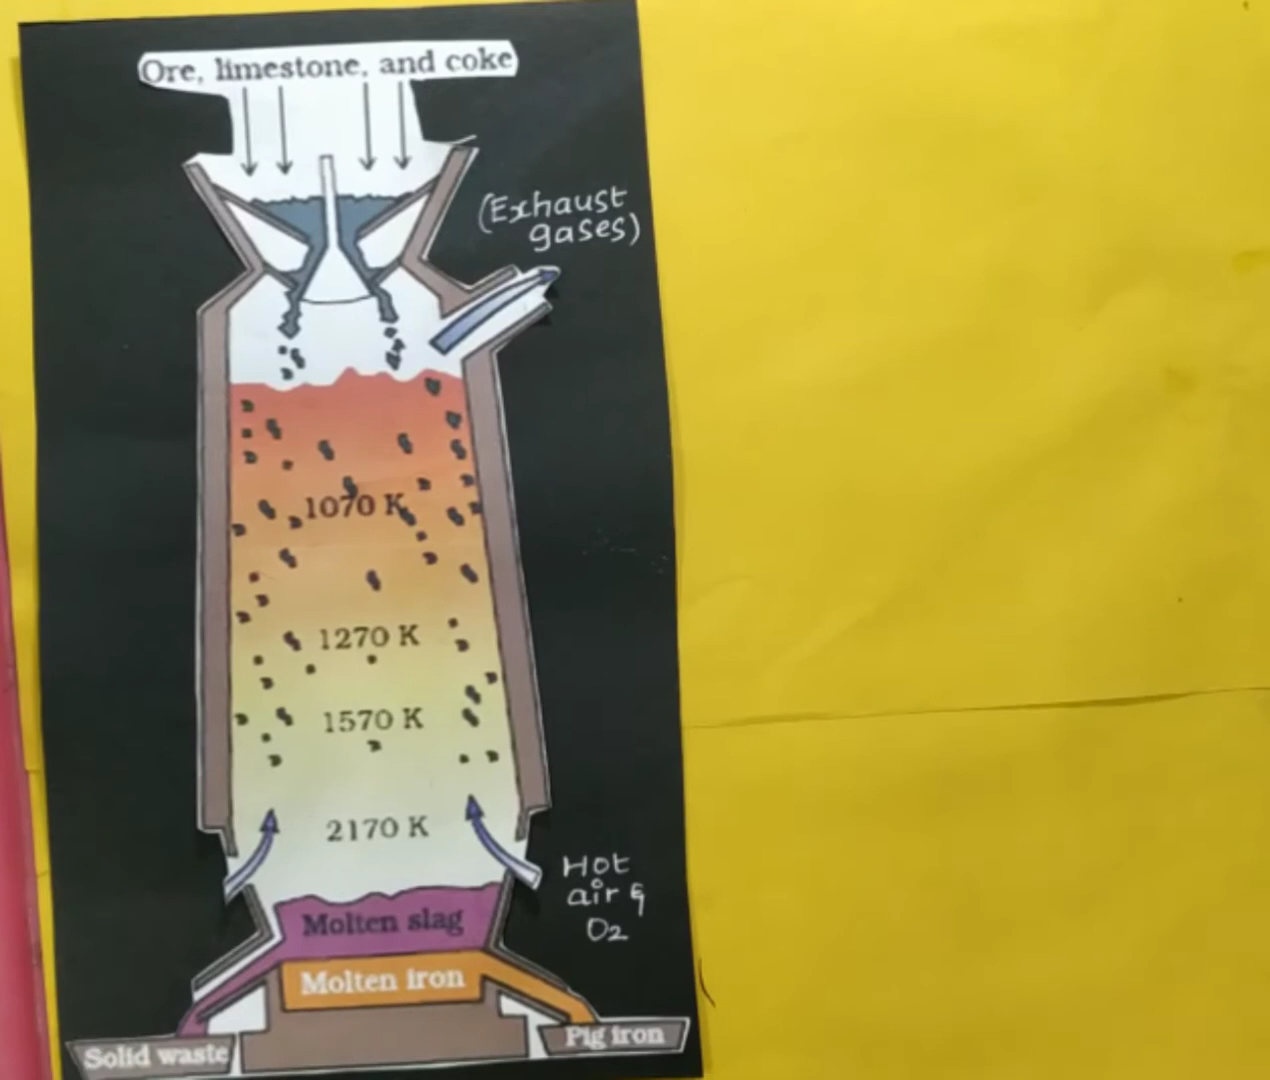 Ore, limestone, and coke
(Exhaust
gases)
1070 K
1270 K
1570 K
2170 K
Hot
air &
O2
Molten slag
Molten iron
Pig iron
Solid waste